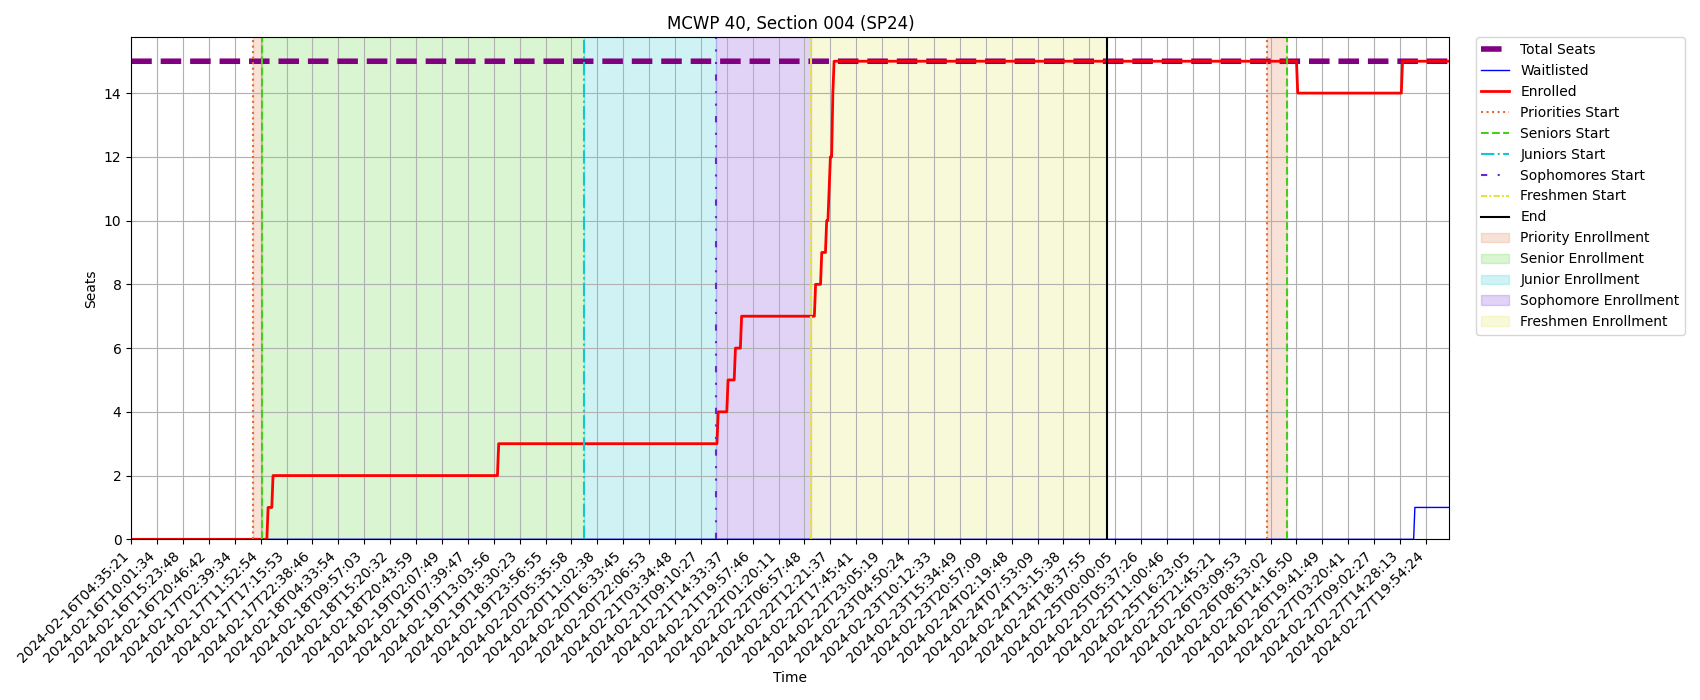 MCWP 40, Section 004 (SP24)
Seats
14
12
10
8
6
4
2
0
2024-02-16T04:35:21
2024-02-16T10:01:34
2024-02-16T15:23:48
2024-02-16T20:46:42
2024-02-17T02:39:34
2024-02-17T11:52:54
2024-02-17T17:15:53
2024-02-17T22:38:46
2024-02-18T04:33:54
2024-02-18T09:57:03
2024-02-18T15:20:32
2024-02-18T20:43:59
2024-02-19T02:07:49
2024-02-19T07:39:47
2024-02-19T13:03:56
2024-02-19T18:30:23
2024-02-19T23:56:55
2024-02-20T05:35:58
2024-02-20T11:02:38
2024-02-20T16:33:45
2024-02-20T22:06:53
2024-02-21T03:34:48
2024-02-21T09:10:27
2024-02-21T14:33:37
2024-02-21T19:57:46
2024-02-22T01:20:11
2024-02-22T06:57:48
2024-02-22T12:21:37
2024-02-22T17:45:41
2024-02-22T23:05:19
2024-02-23T04:50:24
2024-02-23T10:12:33
2024-02-23T15:34:49
2024-02-23T20:57:09
2024-02-24T02:19:48
2024-02-24T07:53:09
2024-02-24T13:15:38
2024-02-24T18:37:55
2024-02-25T00:00:05
2024-02-25T05:37:26
2024-02-25T11:00:46
2024-02-25T16:23:05
2024-02-25T21:45:21
2024-02-26T03:09:53
2024-02-26T08:53:02
2024-02-26T14:16:50
2024-02-26T19:41:49
2024-02-27T03:20:41
2024-02-27T09:02:27
2024-02-27T14:28:13
2024-02-27T19:54:24
Time
Total Seats
Waitlisted
Enrolled
Priorities Start
Seniors Start
Juniors Start
Sophomores Start
Freshmen Start
End
Priority Enrollment
Senior Enrollment
Junior Enrollment
Sophomore Enrollment
Freshmen Enrollment